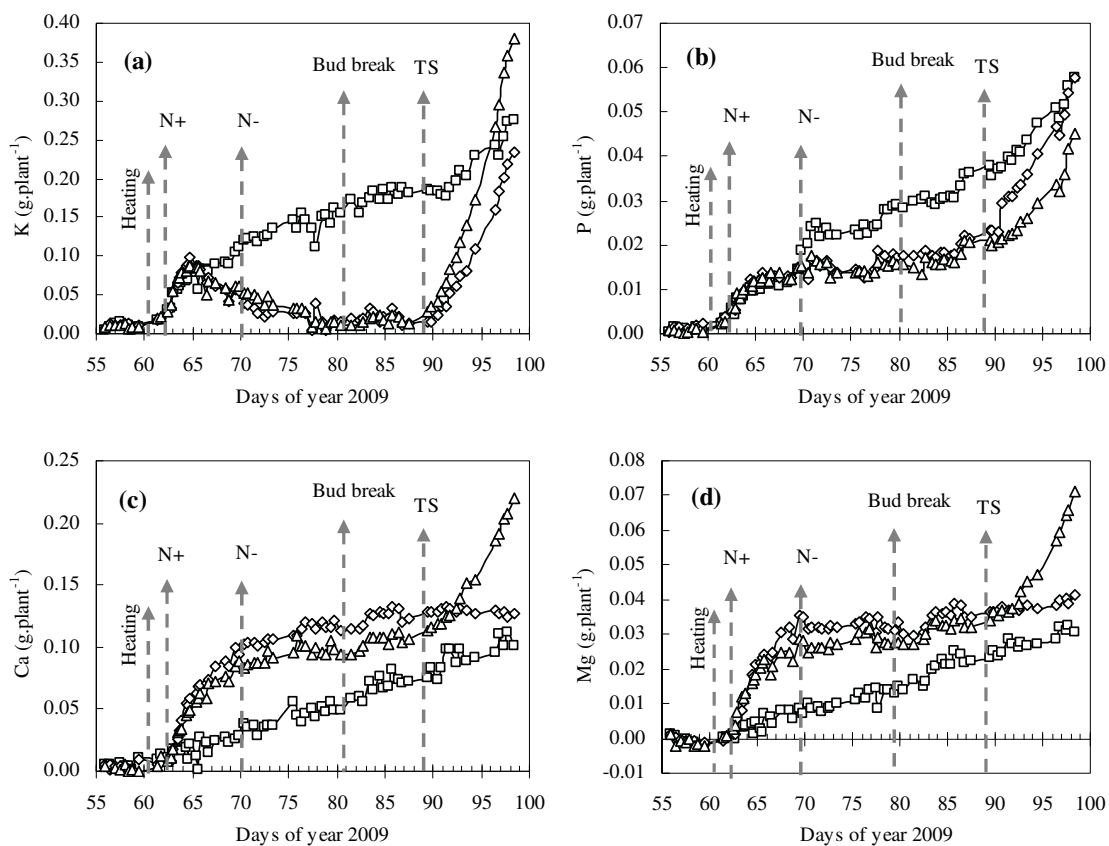 (a)
K (g.plant⁻¹)
0.40
0.35
0.30
0.25
0.20
0.15
0.10
0.05
0.00
Heating
N+
N-
Bud break
TS
55 60 65 70 75 80 85 90 95 100
Days of year 2009
(b)
P (g.plant⁻¹)
0.07
0.06
0.05
0.04
0.03
0.02
0.01
0.00
Heating
N+
N-
Bud break
TS
55 60 65 70 75 80 85 90 95 100
Days of year 2009
(c)
Ca (g.plant⁻¹)
0.25
0.20
0.15
0.10
0.05
0.00
Heating
N+
N-
Bud break
TS
55 60 65 70 75 80 85 90 95 100
Days of year 2009
(d)
Mg (g.plant⁻¹)
0.08
0.07
0.06
0.05
0.04
0.03
0.02
0.01
0.00
-0.01
Heating
N+
N-
Bud break
TS
55 60 65 70 75 80 85 90 95 100
Days of year 2009